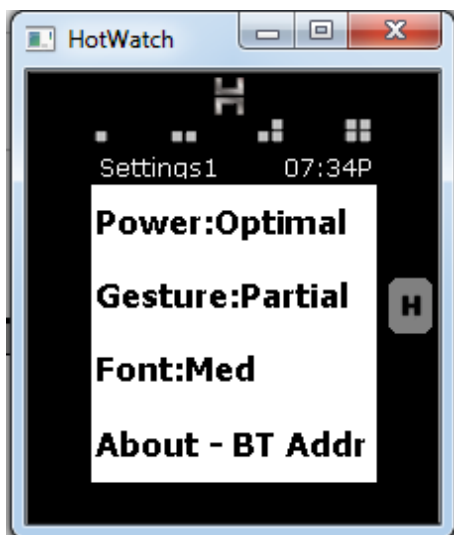 HotWatch
Settings1 07:34P
Power:Optimal
Gesture:Partial
H
Font:Med
About - BT Addr